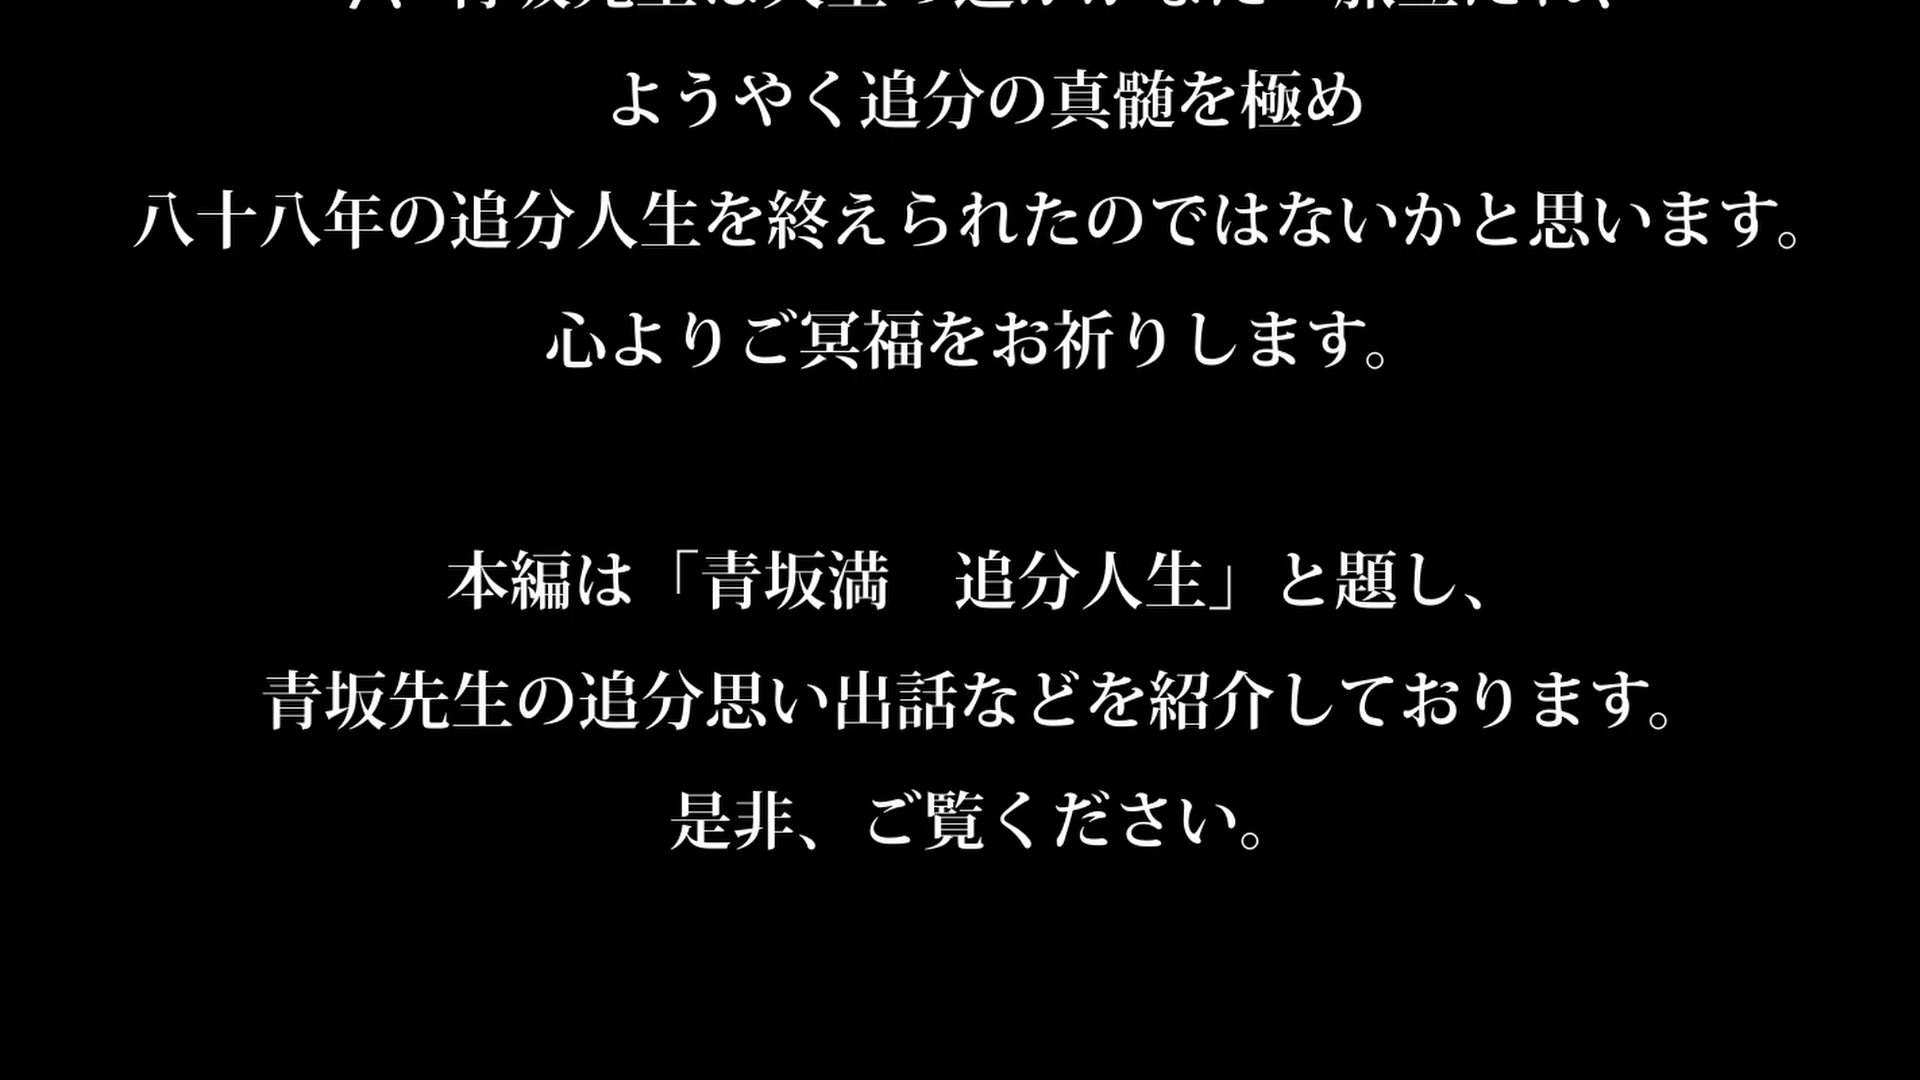 ようやく追分の真髄を極め
八十八年の追分人生を終えられたのではないかと思います。
心よりご冥福をお祈りします。
本編は「青坂満　追分人生」と題し、
青坂先生の追分思い出話などを紹介しております。
是非、ご覧ください。